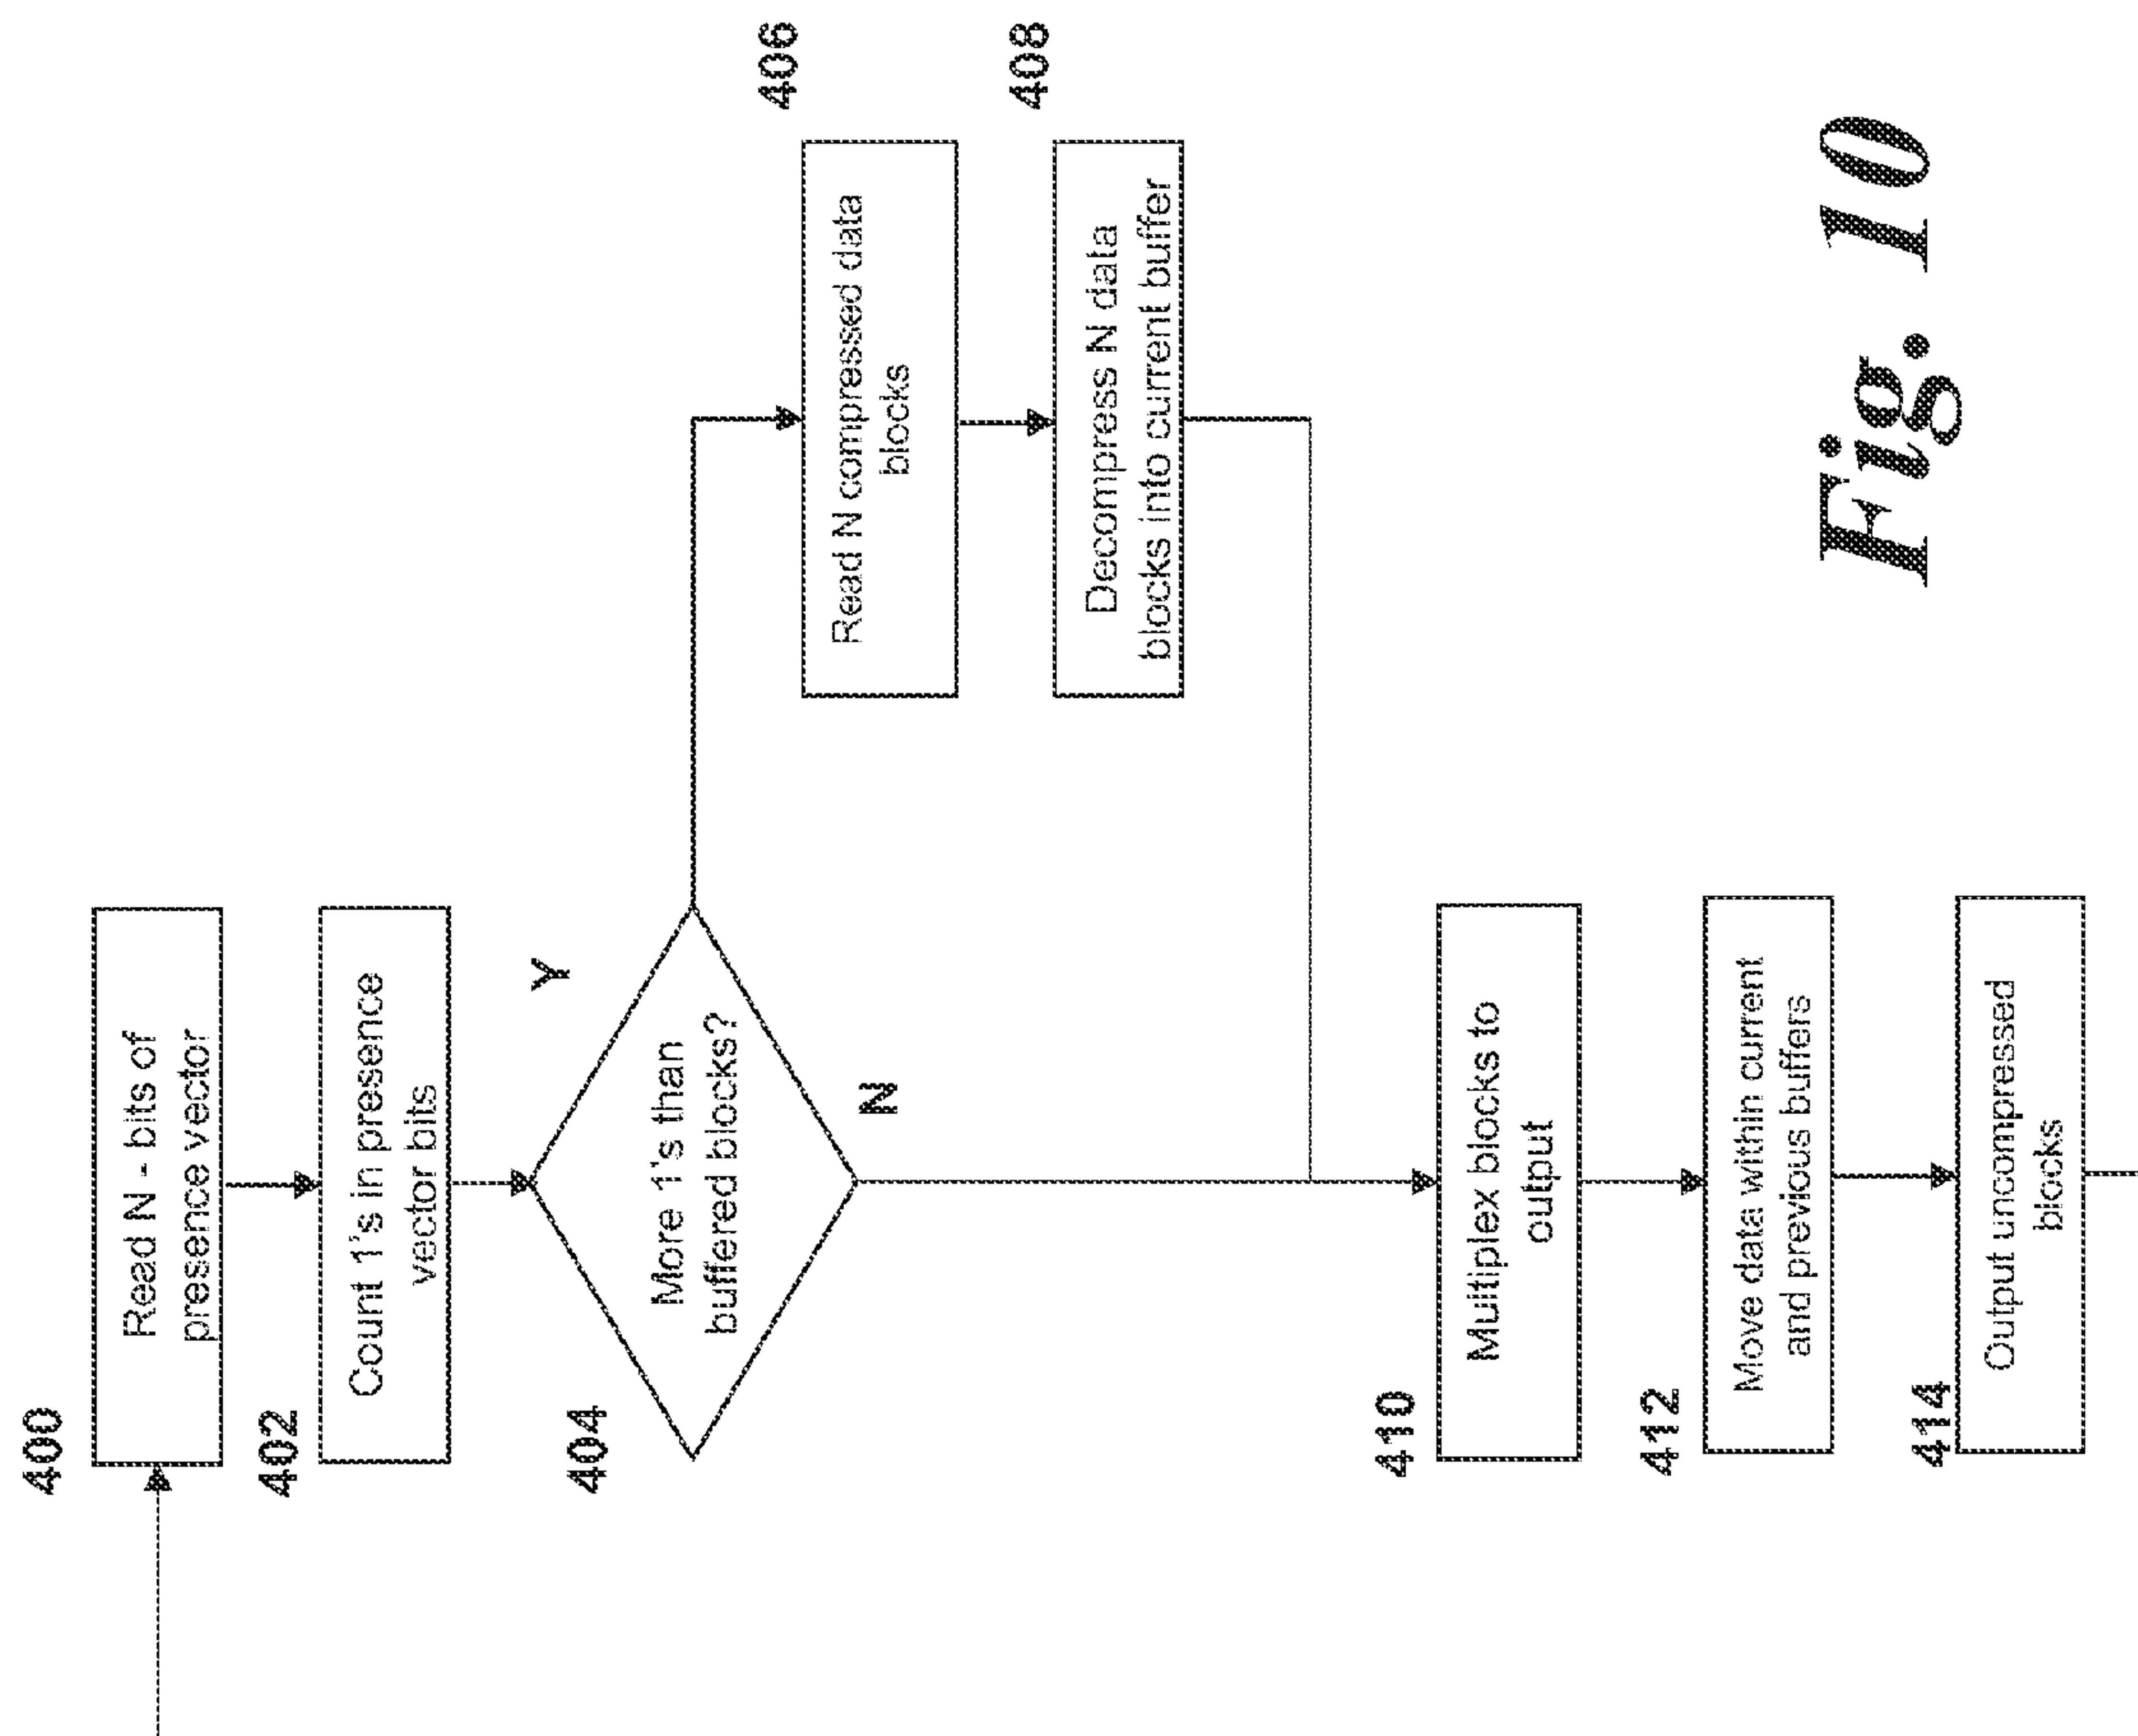 400
Read N - bits of
presence vector
402
Count 1's in presence
vector bits
404
More 1's than
buffered blocks?
Y
N
406
Read N compressed data
blocks
408
Decompress N data
blocks into current buffer
410
Multiplex blocks to
output
412
Move data within current
and previous buffers
414
Output uncompressed
blocks
Fig. 10